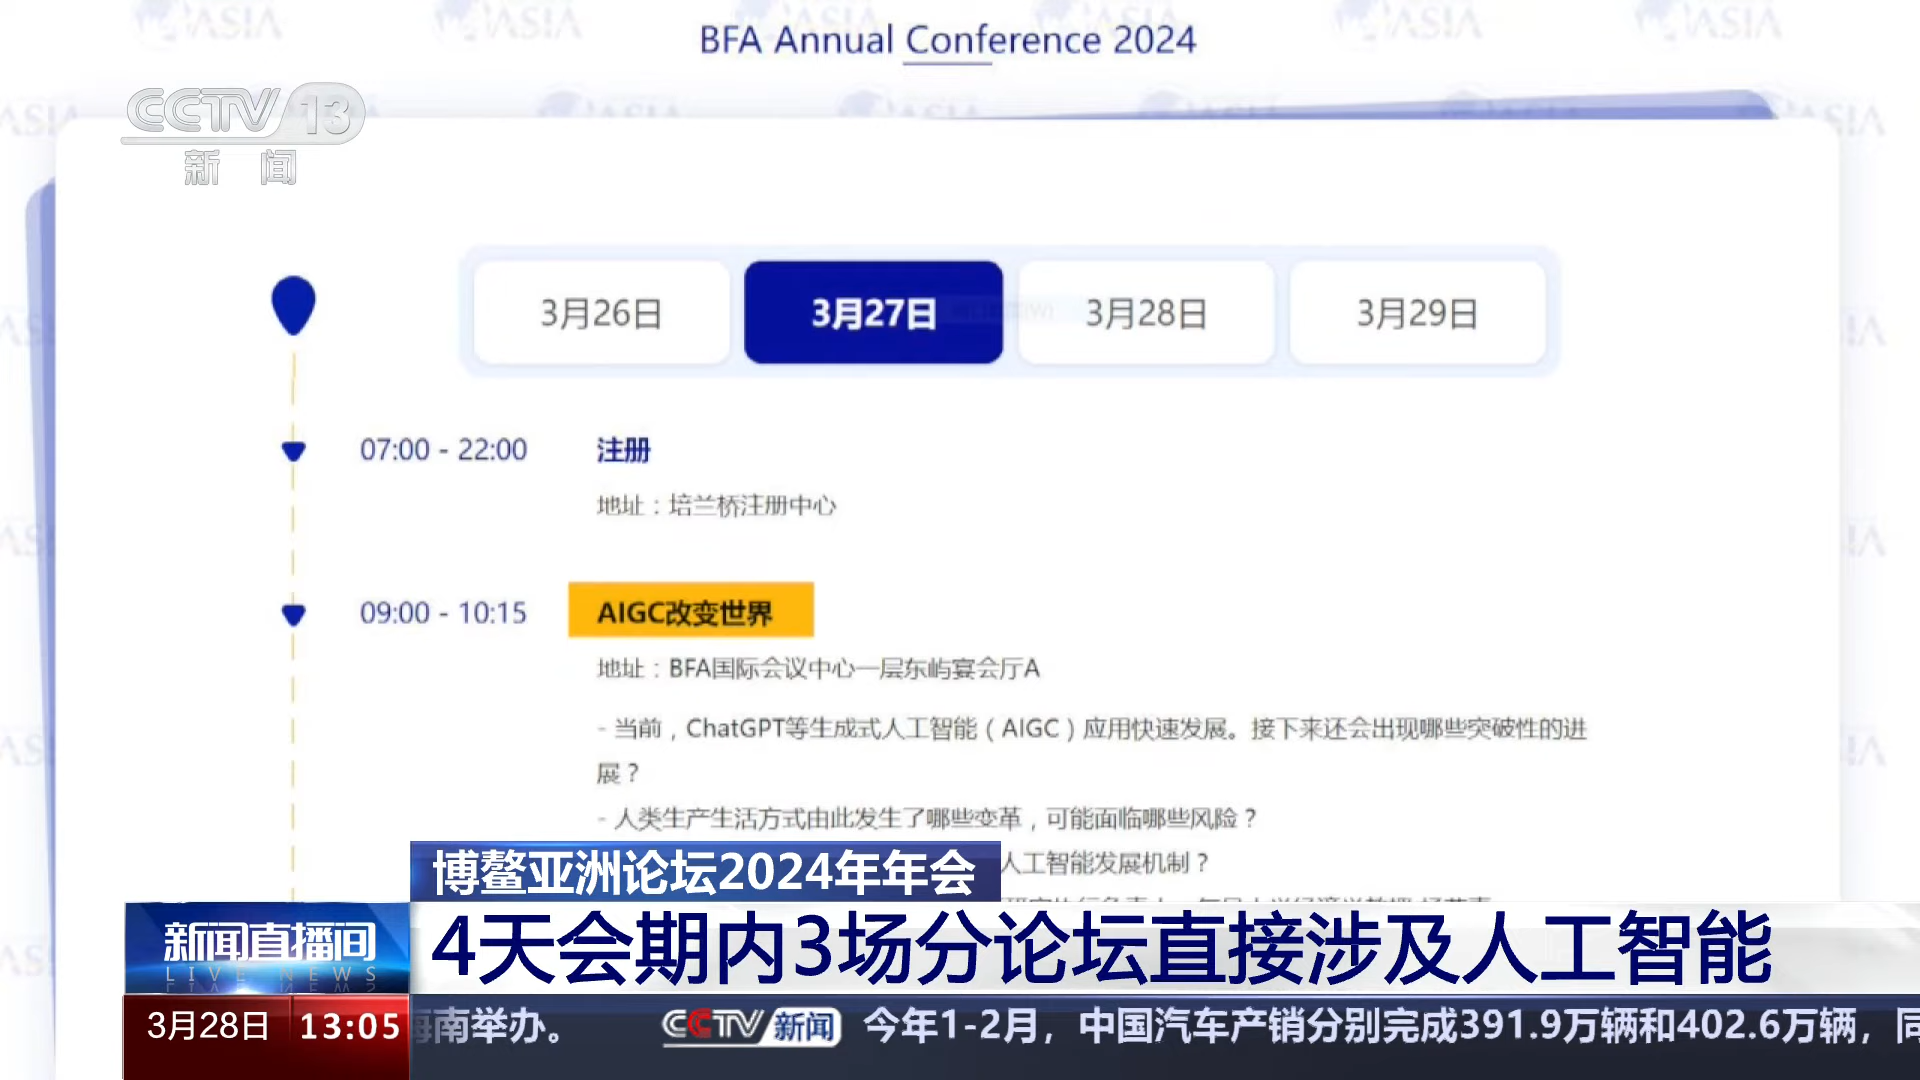 BFA Annual Conference 2024
CCTV 13
新闻
3月26日
3月27日
3月28日
3月29日
07:00 - 22:00
注册
地址：培兰桥注册中心
09:00 - 10:15
AIGC改变世界
地址：BFA国际会议中心一层东屿宴会厅A
- 当前，ChatGPT等生成式人工智能（AIGC）应用快速发展。接下来还会出现哪些突破性的进
展？
- 人类生产生活方式由此发生了哪些变革，可能面临哪些风险？
人工智能发展机制？
博鳌亚洲论坛2024年年会
4天会期内3场分论坛直接涉及人工智能
新闻直播间
LIVE NEWS
3月28日 13:05
海南举办。 CCTV新闻 今年1-2月，中国汽车产销分别完成391.9万辆和402.6万辆，同